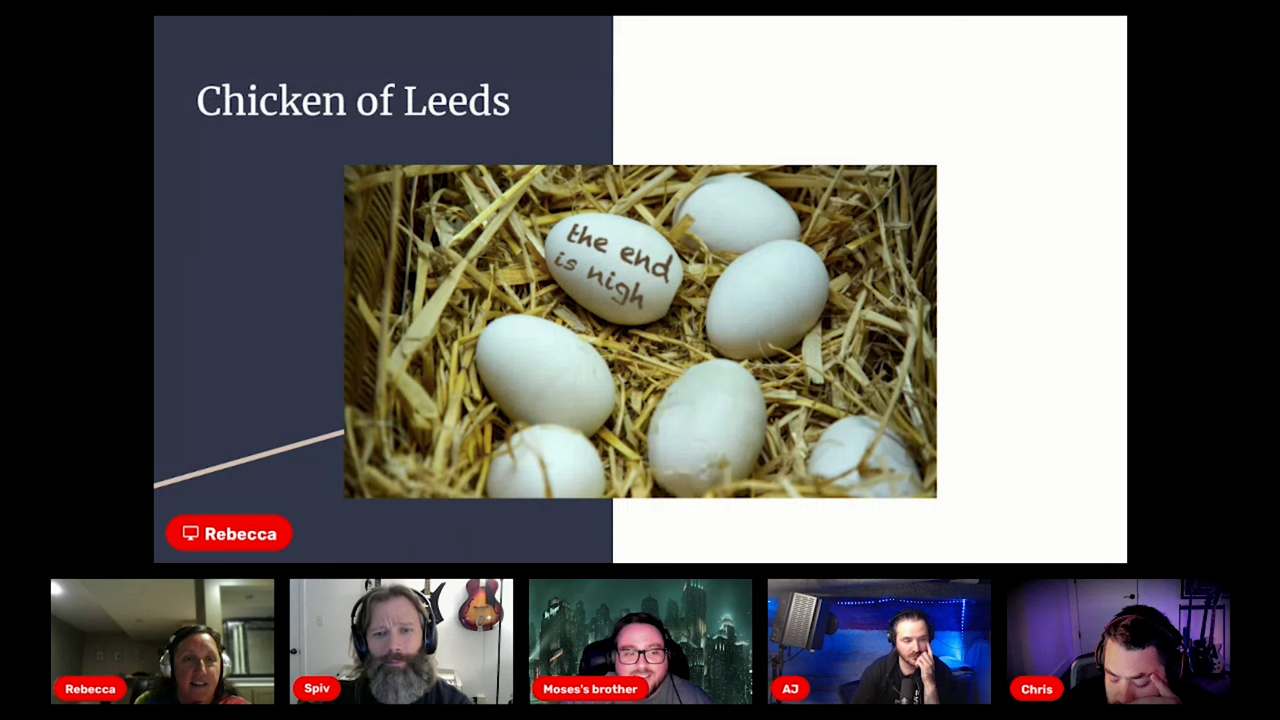 Chicken of Leeds
the end
is nigh
Rebecca
Rebecca
Spiv
Moses's brother
AJ
Chris